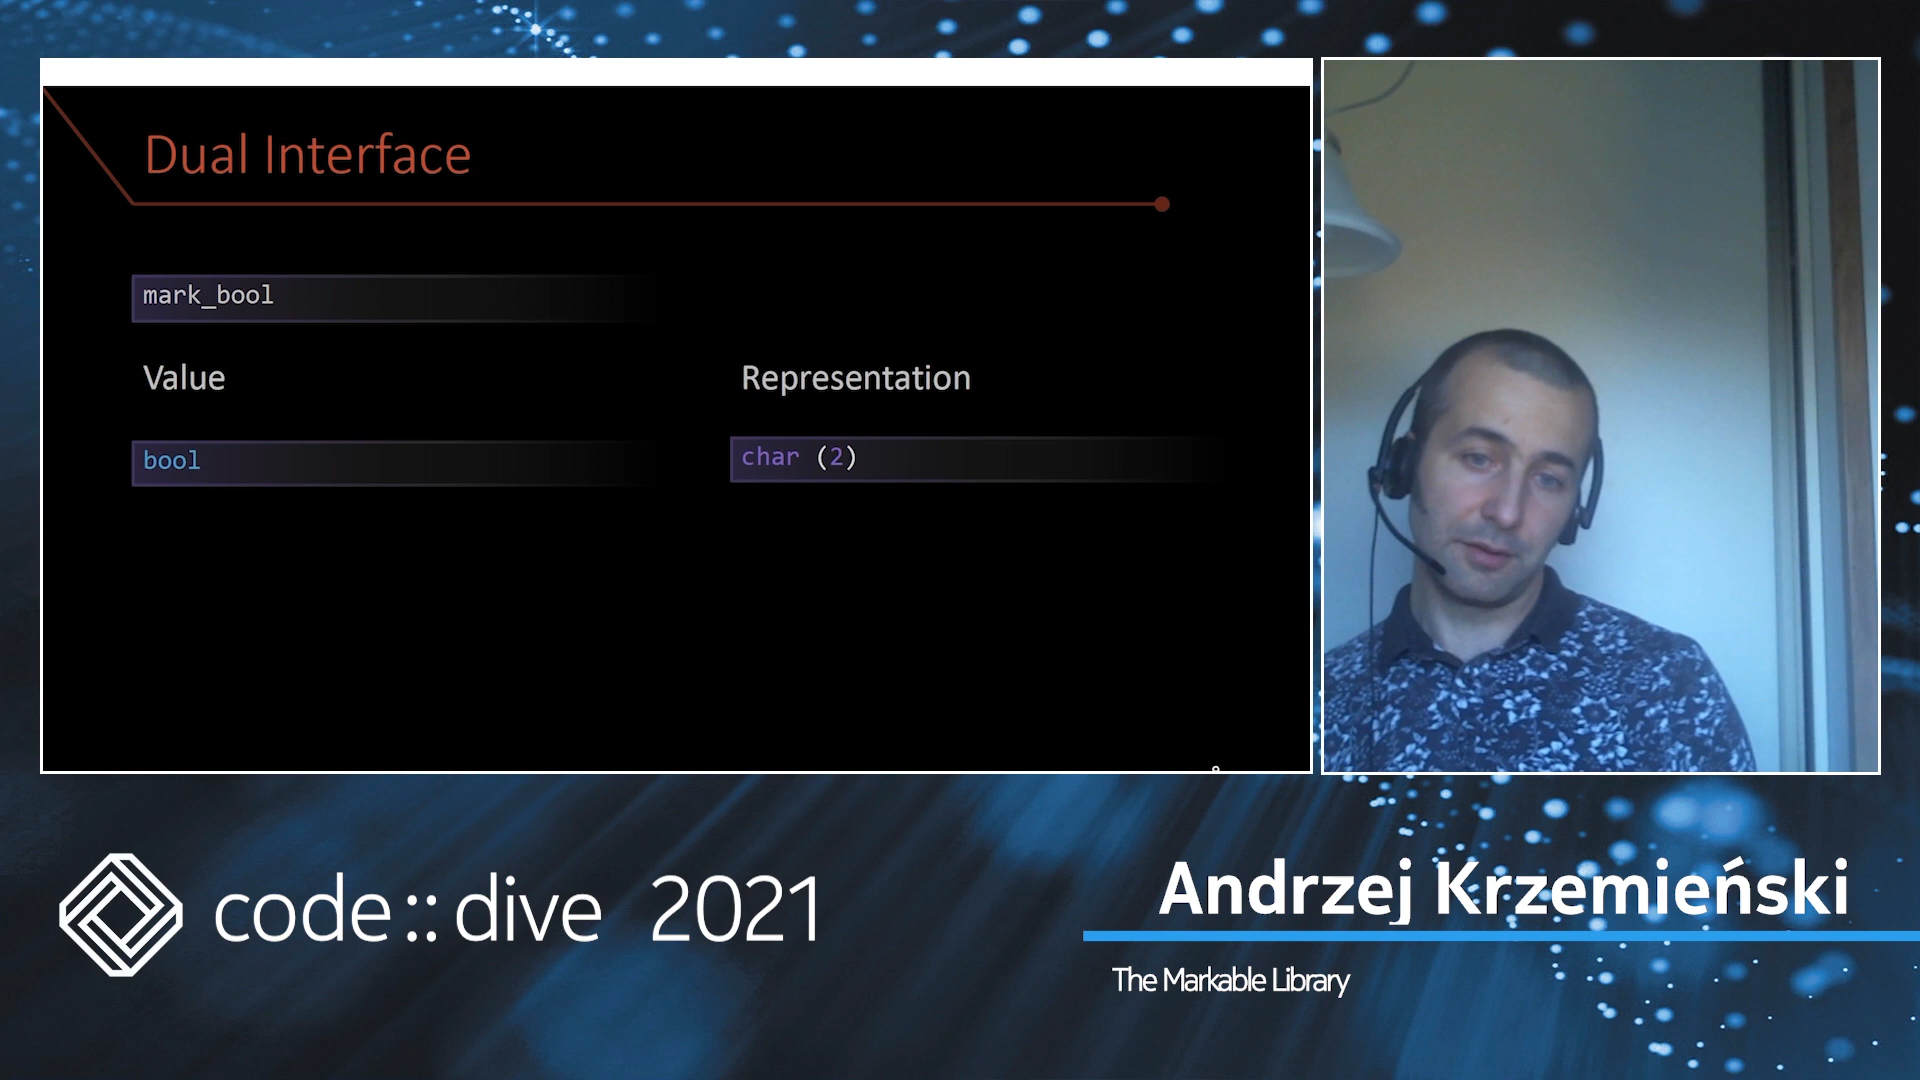 Dual Interface
mark_bool
Value
Representation
bool
char (2)
code::dive 2021
Andrzej Krzemieński
The Markable Library